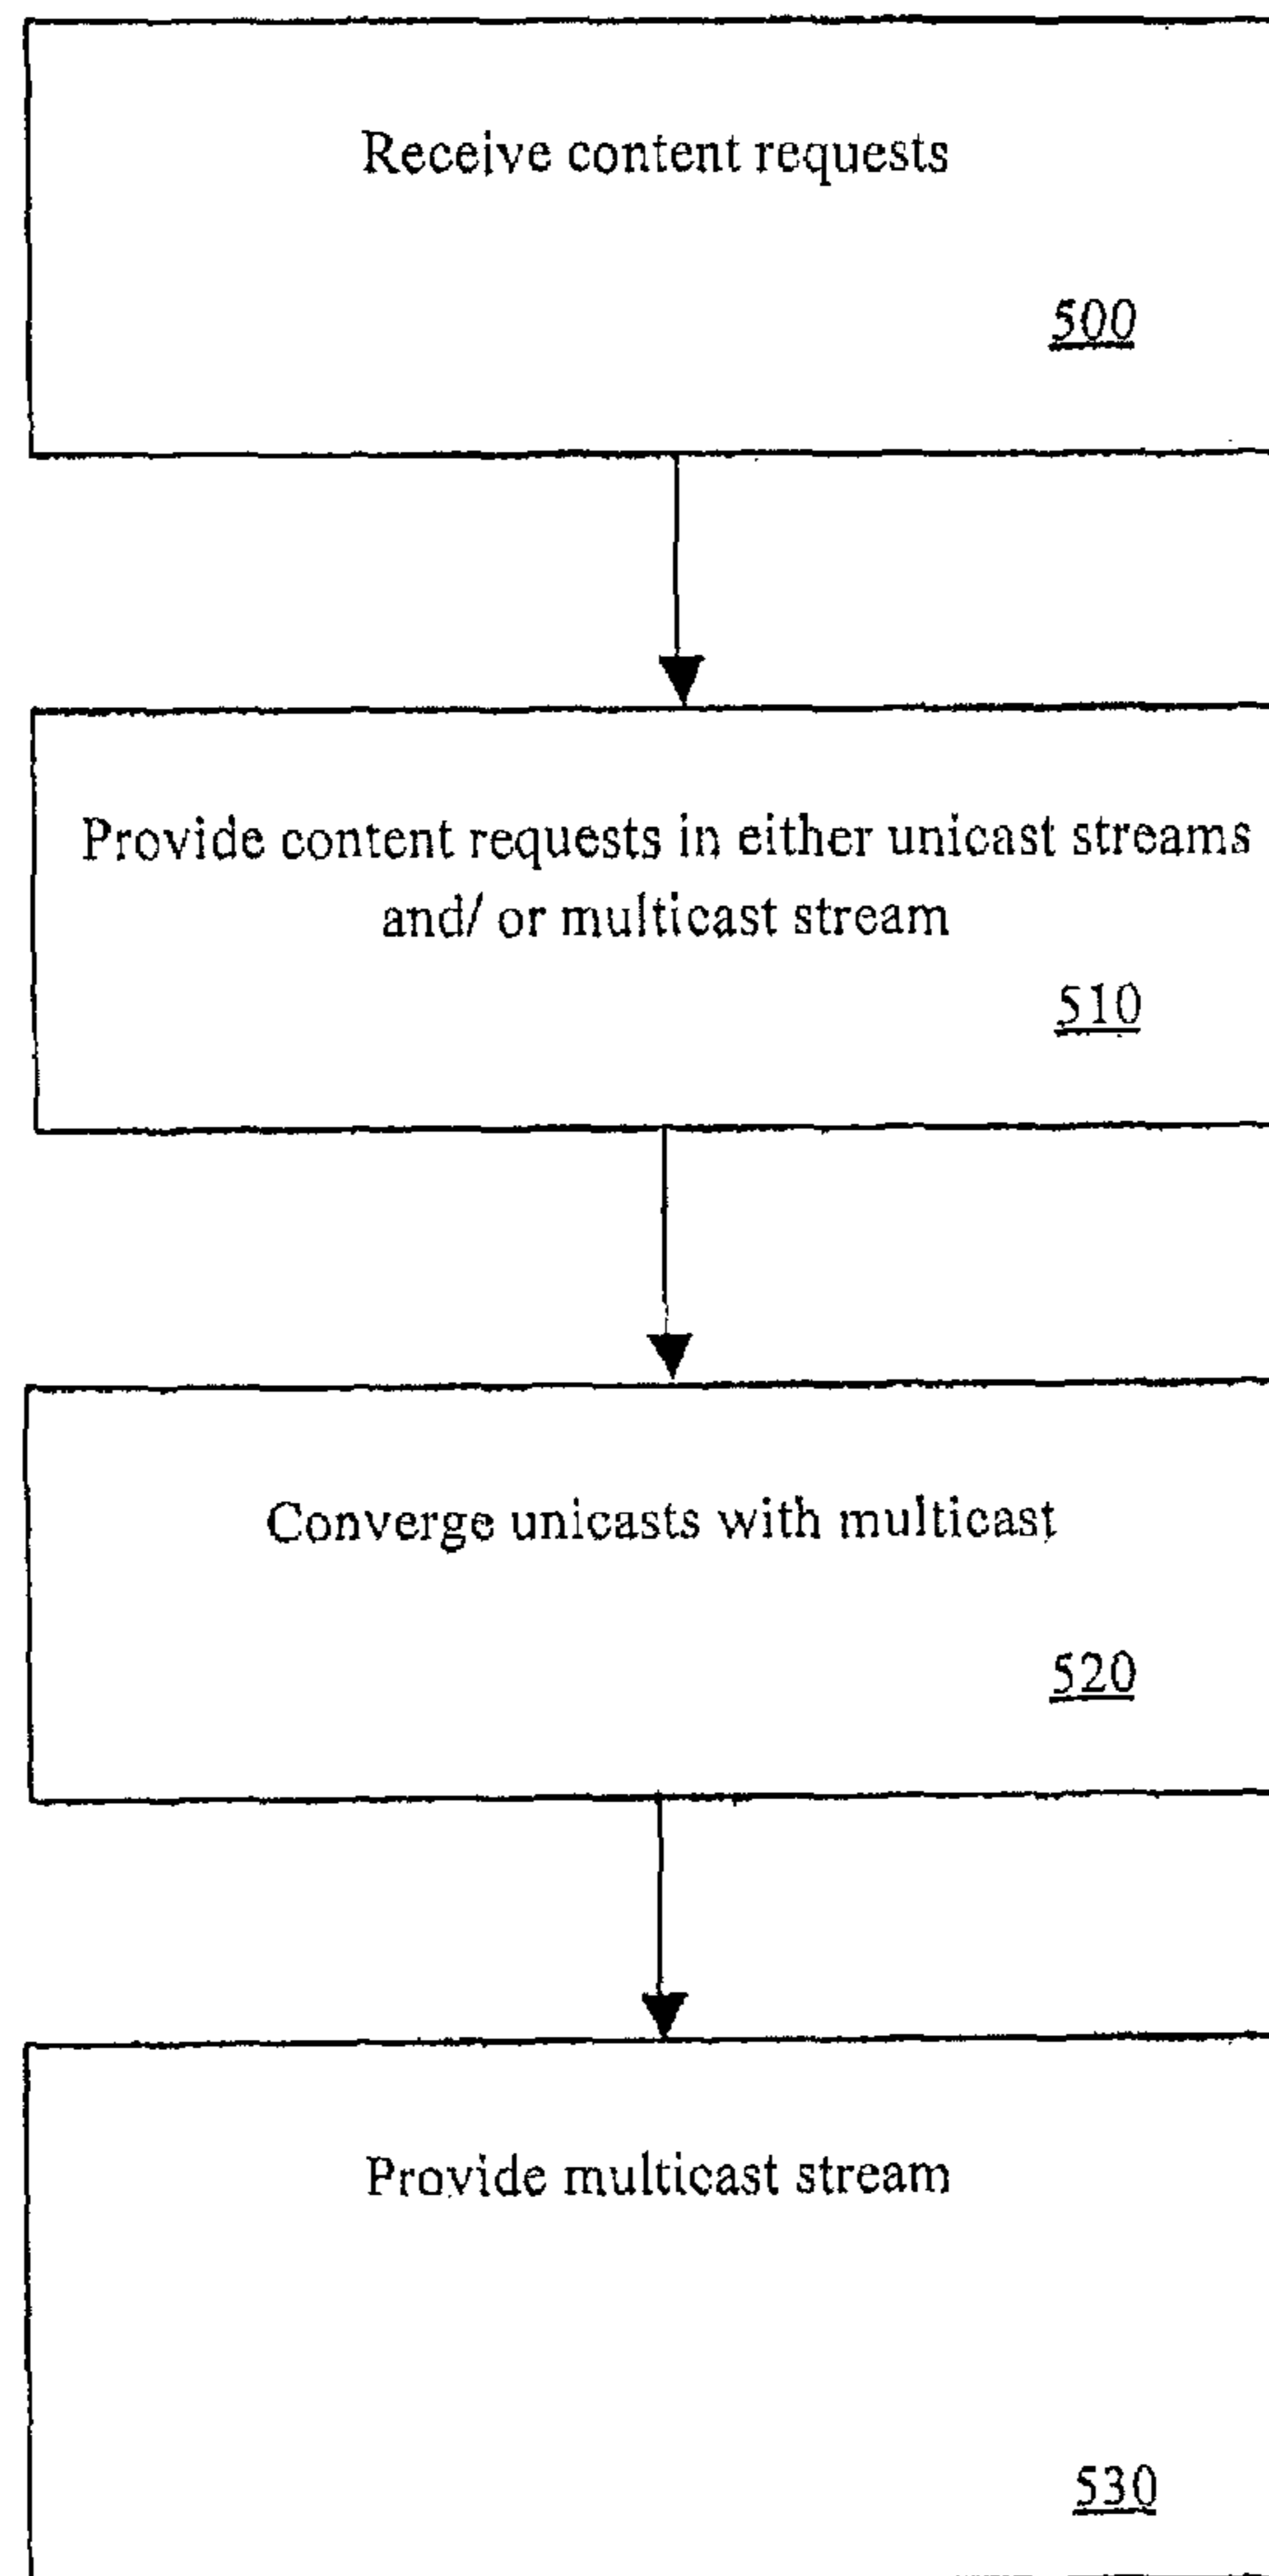 Receive content requests
500
Provide content requests in either unicast streams
and/ or multicast stream
510
Converge unicasts with multicast
520
Provide multicast stream
530